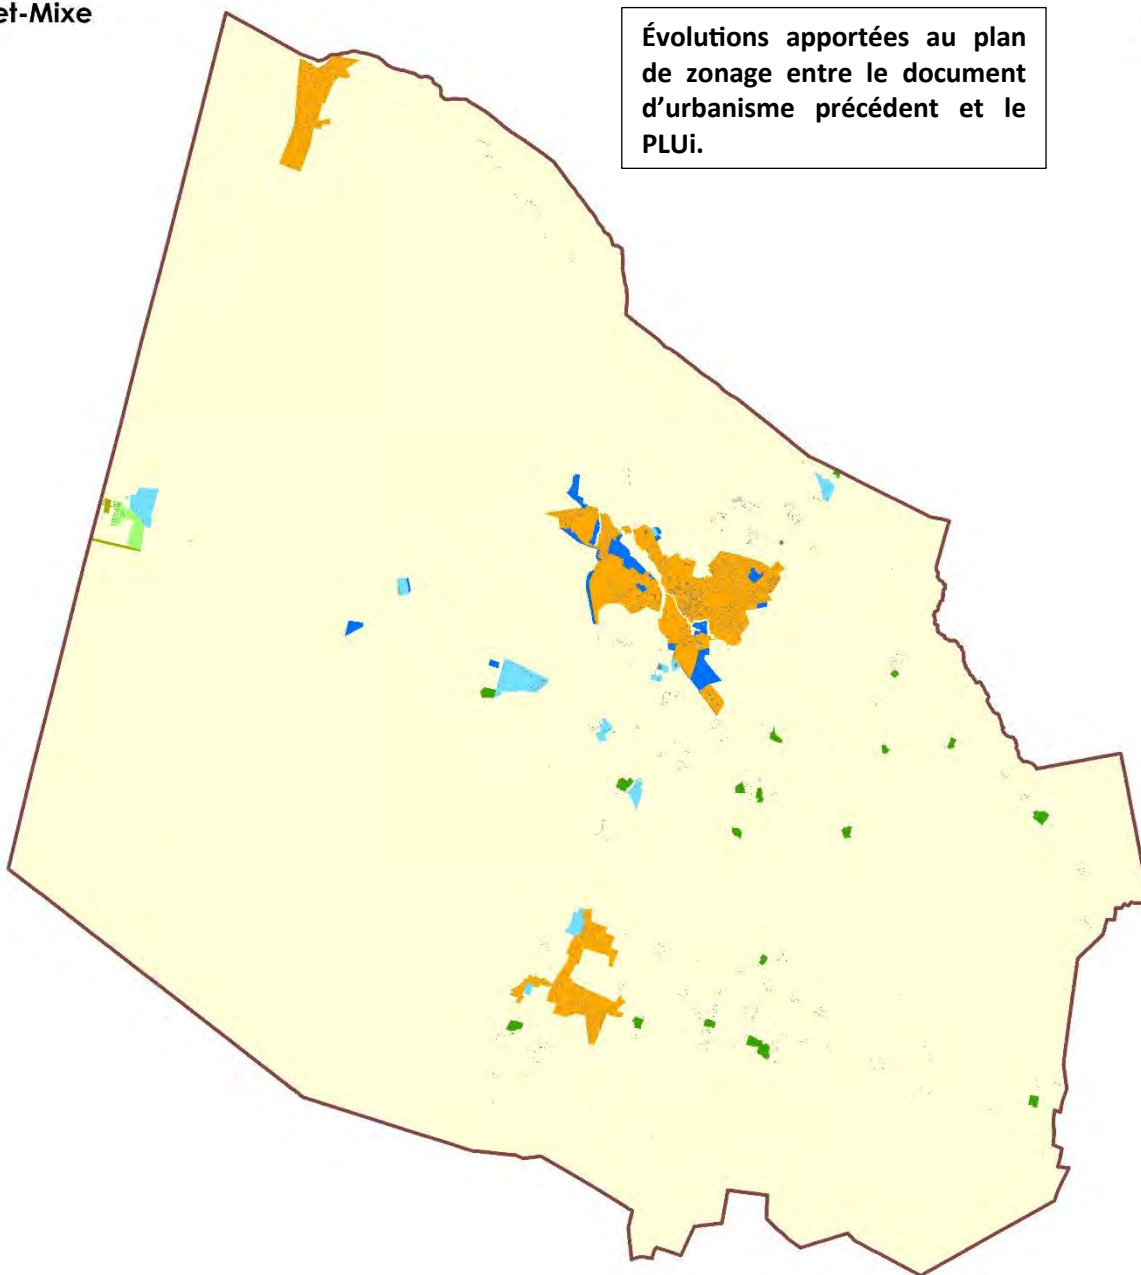 et-Mixe
Évolutions apportées au plan
de zonage entre le document
d’urbanisme précédent et le
PLUi.